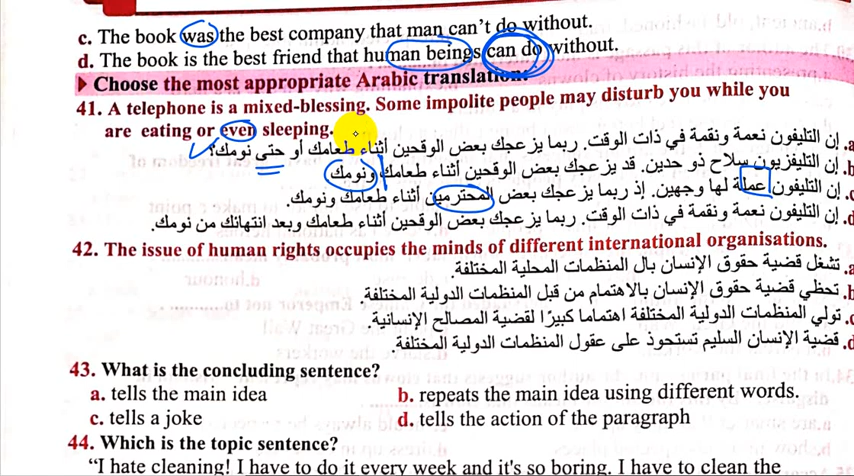 c. The book was the best company that man can't do without.
d. The book is the best friend that human beings can do without.
Choose the most appropriate Arabic translation:
41. A telephone is a mixed-blessing. Some impolite people may disturb you while you
are eating or even sleeping.
a. إن التليفون نعمة ونقمة في ذات الوقت. ربما يزعجك بعض الوقحين أثناء طعامك أو حتى نومك؟
b. إن التليفزيون سلاح ذو حدين. قد يزعجك بعض الوقحين أثناء طعامك ونومك.
c. إن التليفون عملة لها وجهين. إذ ربما يزعجك بعض المحترمين أثناء طعامك ونومك.
d. إن التليفون نعمة ونقمة في ذات الوقت. ربما يزعجك بعض الوقحين أثناء طعامك وبعد انتهائك من نومك.
42. The issue of human rights occupies the minds of different international organisations.
a. تشغل قضية حقوق الإنسان بال المنظمات المحلية المختلفة.
b. تحظي قضية حقوق الإنسان بالاهتمام من قبل المنظمات الدولية المختلفة.
c. تولي المنظمات الدولية المختلفة اهتماما كبيرا لقضية المصالح الإنسانية.
d. قضية الإنسان السليم تستحوذ على عقول المنظمات الدولية المختلفة
43. What is the concluding sentence?
a. tells the main idea b. repeats the main idea using different words.
c. tells a joke d. tells the action of the paragraph
44. Which is the topic sentence?
"I hate cleaning! I have to do it every week and it's so boring. I have to clean the